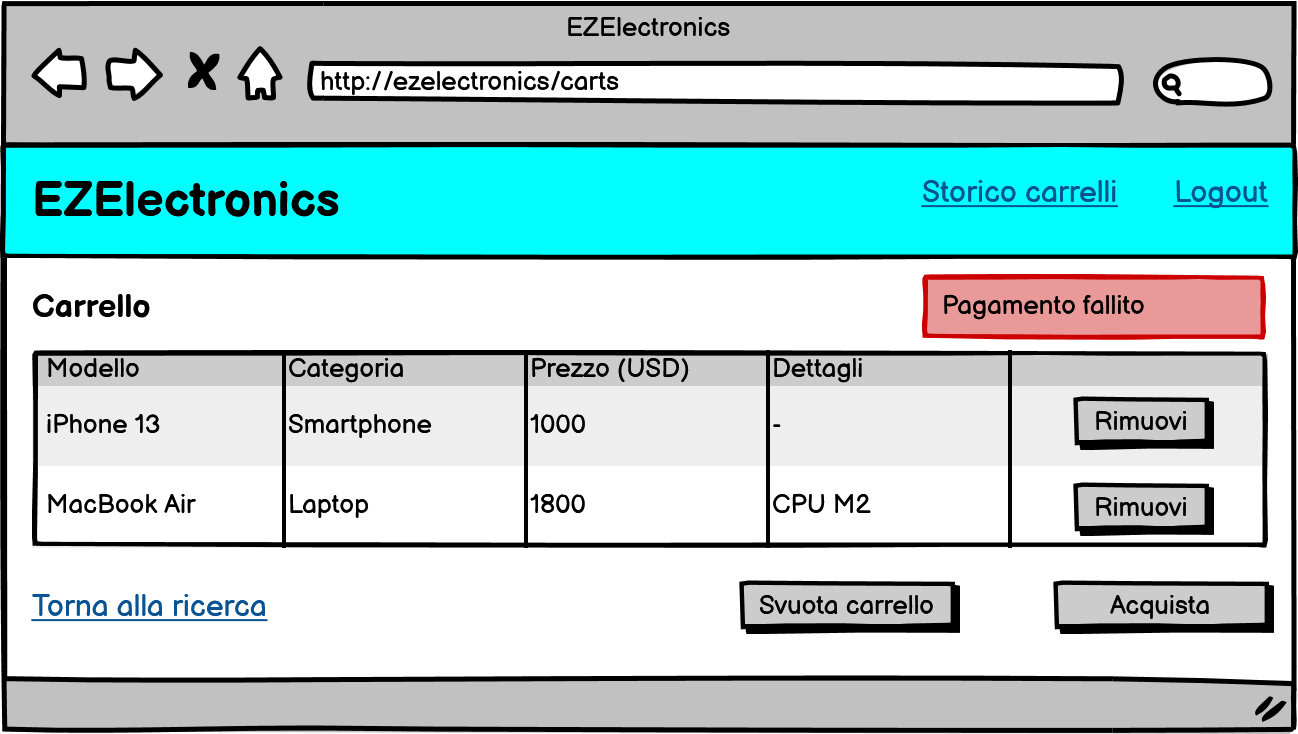 EZElectronics
http://ezelectronics/carts
EZElectronics
Storico carrelli
Logout
Carrello
Pagamento fallito
Modello Categoria Prezzo (USD) Dettagli
iPhone 13 Smartphone 1000 - Rimuovi
MacBook Air Laptop 1800 CPU M2 Rimuovi
Torna alla ricerca
Svuota carrello
Acquista